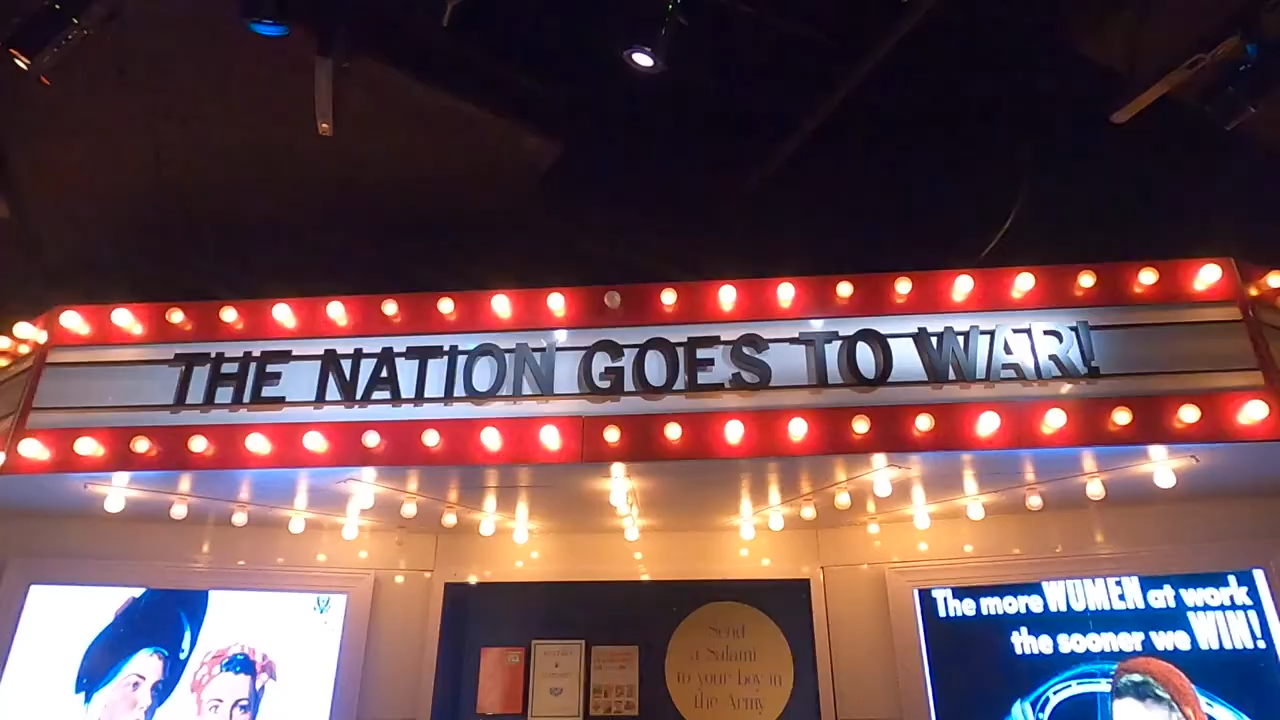 THE NATION GOES TO WAR!
The more WOMEN at work
the sooner we WIN!
Send
a Salami
to your boy in
the Army